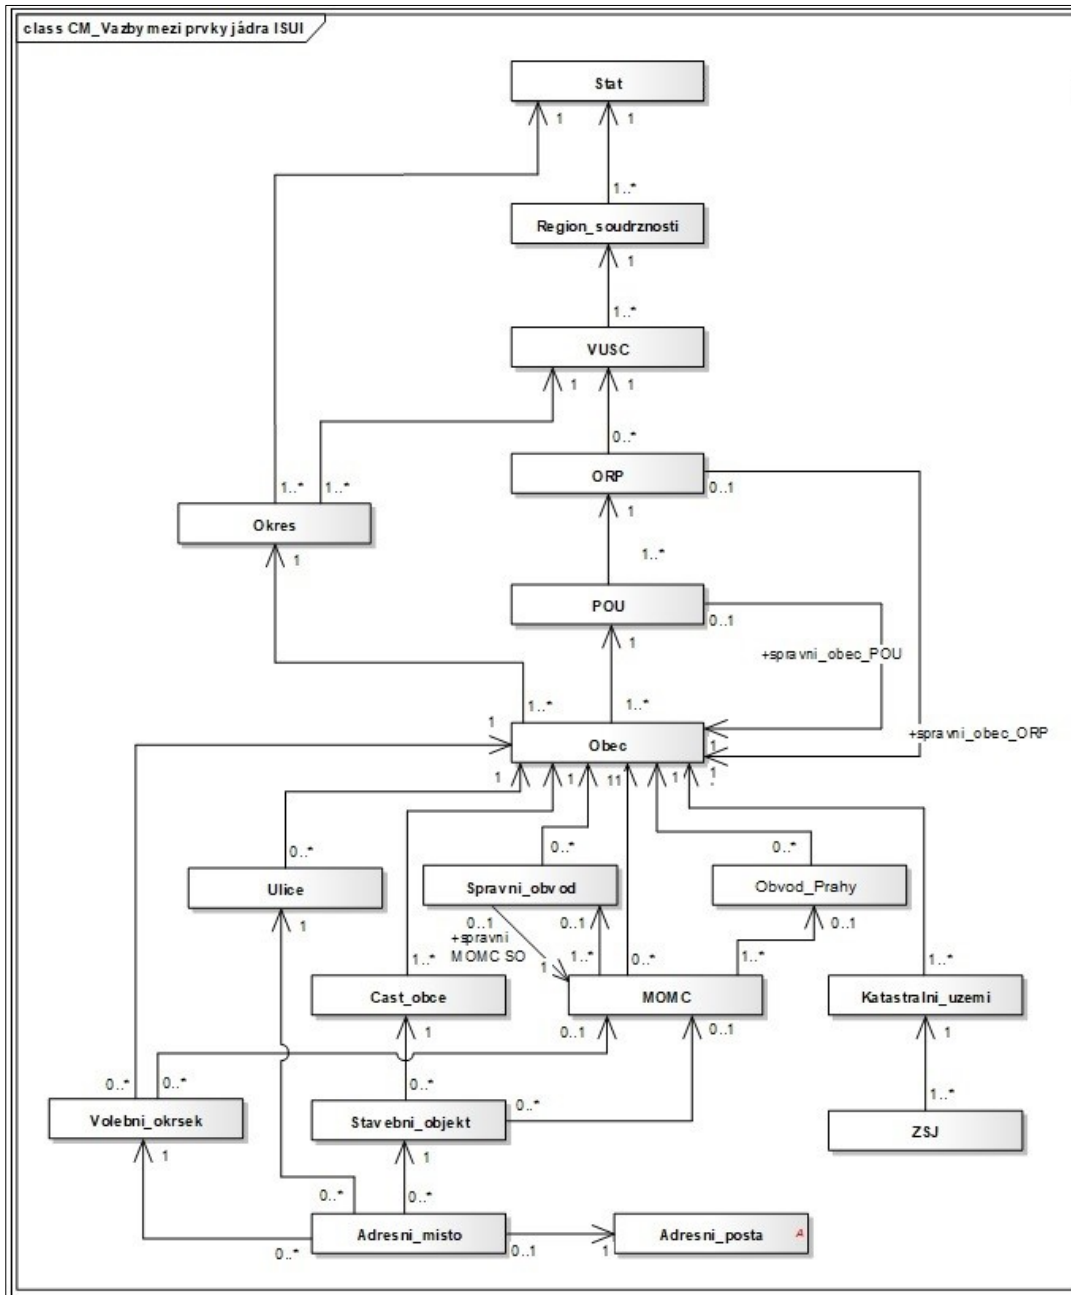 class CM_Vazby mezi prvky jádra ISUI
Stat
1
1
1..*
Region_soudrznosti
1
1..*
VUSC
1
1
0..*
ORP
0..1
1
1..*
1..*
Okres
1
1..*
POU
0..1
1
+spravni_obec_POU
1..*
1..*
1
Obec
1
+spravni_obec_ORP
1
1
11
1
1
0..*
0..*
0..*
Ulice
1
Spravni_obvod
Obvod_Prahy
0..1
0..1
0..1
+spravni
MOMC SO
1
1..*
1..*
0..*
1..*
1..*
Cast_obce
MOMC
Katastralni_uzemi
1
0..1
0..1
1
0..*
0..*
0..*
0..*
1..*
Volebni_okrsek
Stavebni_objekt
ZSJ
1
1
0..*
0..*
Adresni_misto
Adresni_posta
A
0..*
0..1
1